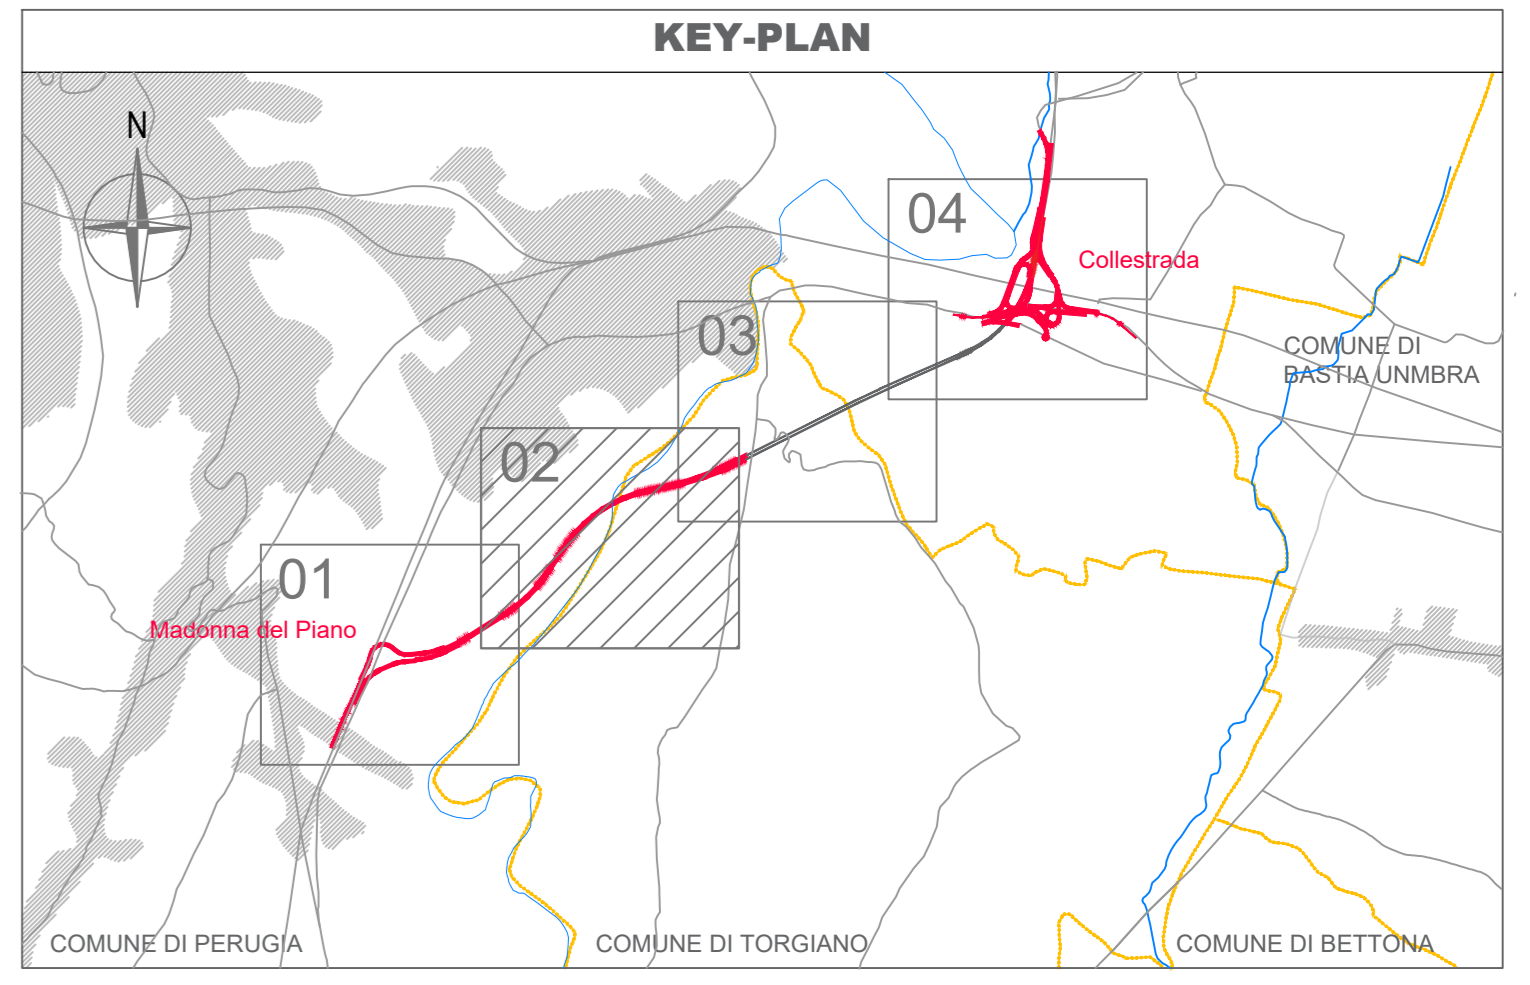 KEY-PLAN
N
04
Collestrada
03
COMUNE DI
BASTIA UNMBRA
02
01
Madonna del Piano
COMUNE DI PERUGIA
COMUNE DI TORGIANO
COMUNE DI BETTONA